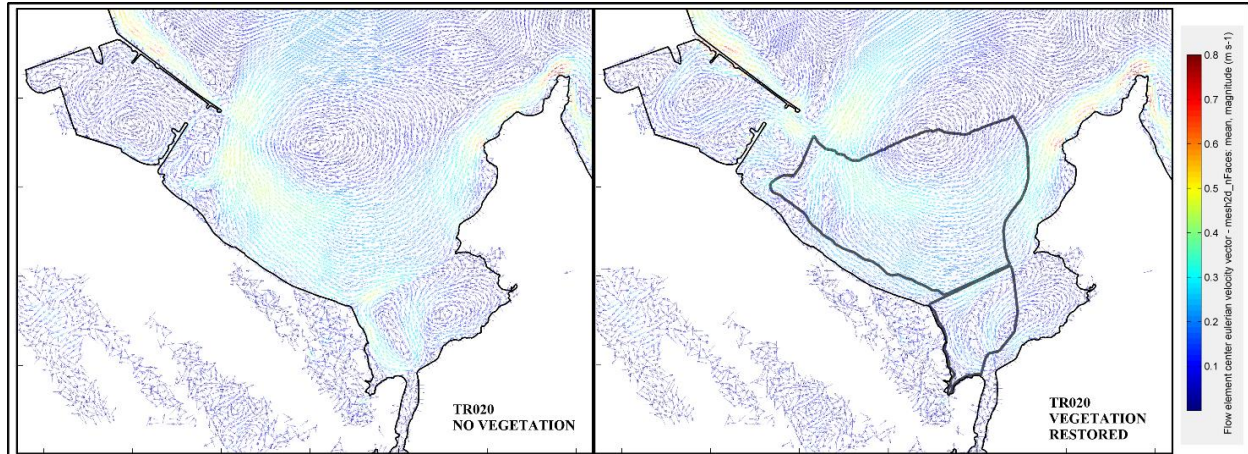 TR020
NO VEGETATION
TR020
VEGETATION
RESTORED
0.8
0.7
0.6
0.5
0.4
0.3
0.2
0.1
Flow element center eulerian velocity vector - mesh2d_nFaces: mean, magnitude (m s-1)